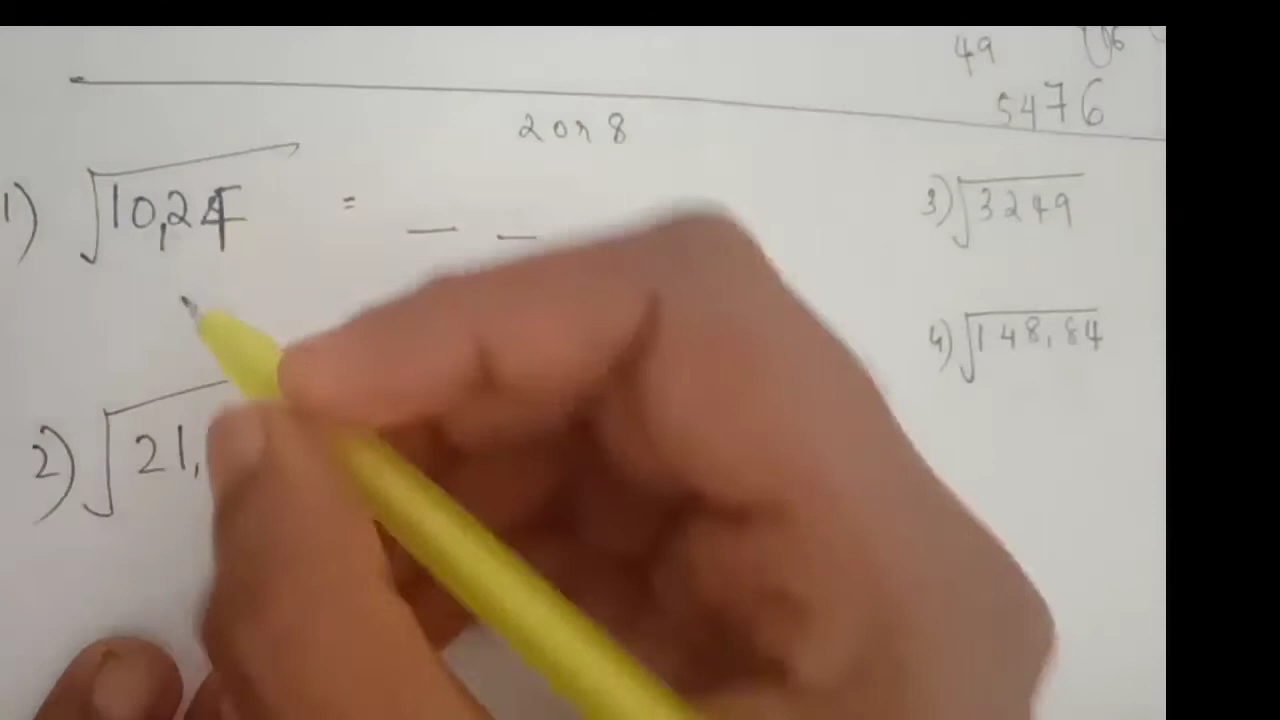 49
5476
2 or 8
1) √10,24 = _ _
3) √3249
4) √148,84
2) √21,